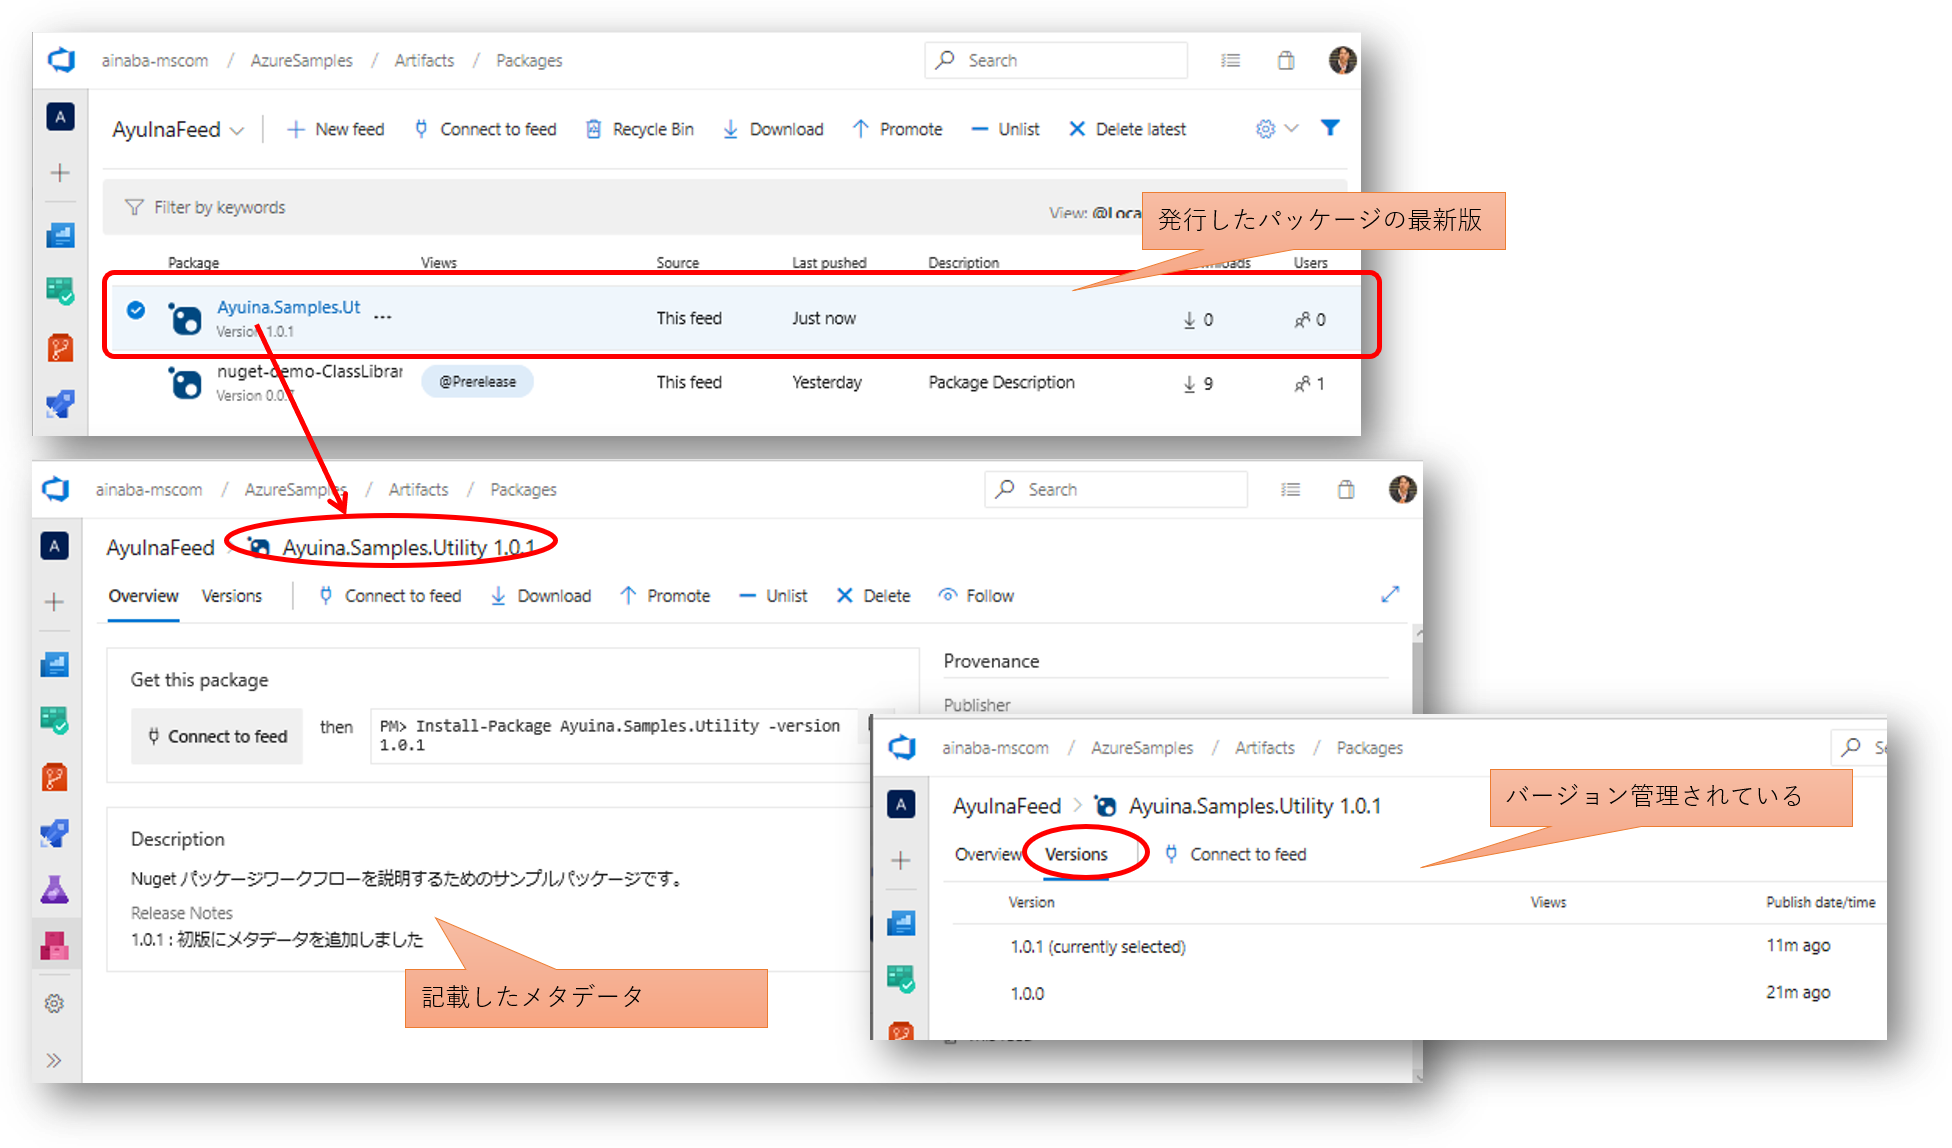 ainaba-mscom / AzureSamples / Artifacts / Packages
Search
A
AyuInaFeed
New feed
Connect to feed
Recycle Bin
Download
Promote
Unlist
Delete latest
Filter by keywords
View: @Loca
発行したパッケージの最新版
Package
Views
Source
Last pushed
Description
Users
Ayuina.Samples.Ut ...
Version 1.0.1
This feed
Just now
0
0
nuget-demo-ClassLibrar
Version 0.0.
@Prerelease
This feed
Yesterday
Package Description
9
1
ainaba-mscom / AzureSamples / Artifacts / Packages
Search
A
AyuInaFeed
Ayuina.Samples.Utility 1.0.1
Overview
Versions
Connect to feed
Download
Promote
Unlist
Delete
Follow
Get this package
Connect to feed
then
PM> Install-Package Ayuina.Samples.Utility -version
1.0.1
Provenance
Publisher
Description
Nuget パッケージワークフローを説明するためのサンプルパッケージです。
Release Notes
1.0.1 : 初版にメタデータを追加しました
記載したメタデータ
ainaba-mscom / AzureSamples / Artifacts / Packages
Se
A
AyuInaFeed > Ayuina.Samples.Utility 1.0.1
バージョン管理されている
Overview
Versions
Connect to feed
Version
Views
Publish date/time
1.0.1 (currently selected)
11m ago
1.0.0
21m ago